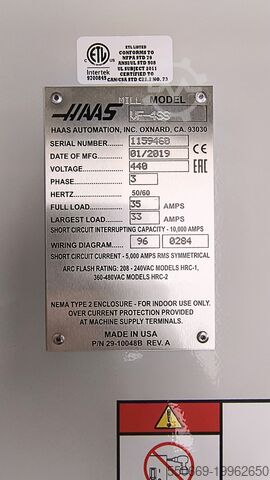 ETL LISTED
CONFORMS TO
NFPA STD 79
ANSI/UL STD 508
UL SUBJECT 2011
CERTIFIED TO
CAN/CSA STD C22.2 NO. 73
Intertek
9700845
HAAS MILL MODEL
VF-4SS
HAAS AUTOMATION, INC. OXNARD, CA. 93030
SERIAL NUMBER 1159460
DATE OF MFG 01/2019
VOLTAGE 440
PHASE 3
HERTZ 50/60
FULL LOAD 35 AMPS
LARGEST LOAD 33 AMPS
SHORT CIRCUIT INTERRUPTING CAPACITY - 10,000 AMPS
WIRING DIAGRAM 96 0284
SHORT CIRCUIT CURRENT - 5,000 AMPS RMS SYMMETRICAL
ARC FLASH RATING: 208 - 240VAC MODELS HRC-1,
360-480VAC MODELS HRC-2
NEMA TYPE 2 ENCLOSURE - FOR INDOOR USE ONLY.
OVER CURRENT PROTECTION PROVIDED
AT MACHINE SUPPLY TERMINALS.
MADE IN USA
P/N 29-10048B REV. A